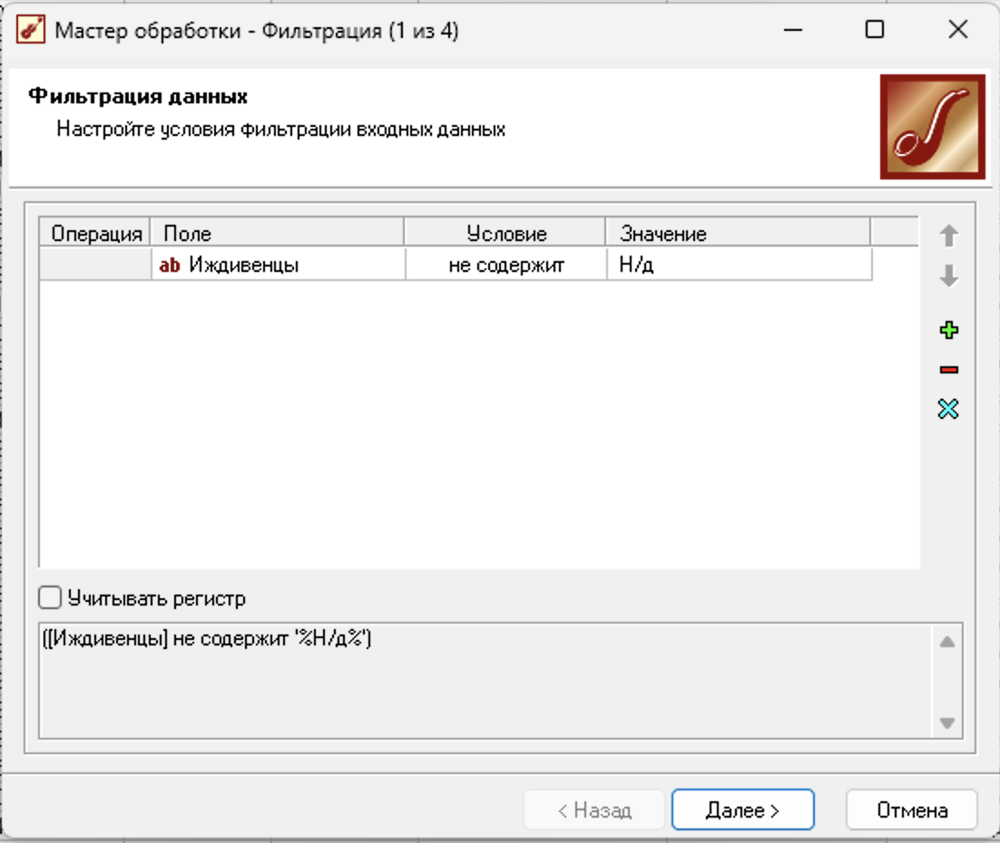 Мастер обработки - Фильтрация (1 из 4)
Фильтрация данных
Настройте условия фильтрации входных данных
Операция Поле Условие Значение
ab Иждивенцы не содержит Н/д
Учитывать регистр
([Иждивенцы] не содержит '%Н/д%')
< Назад Далее > Отмена